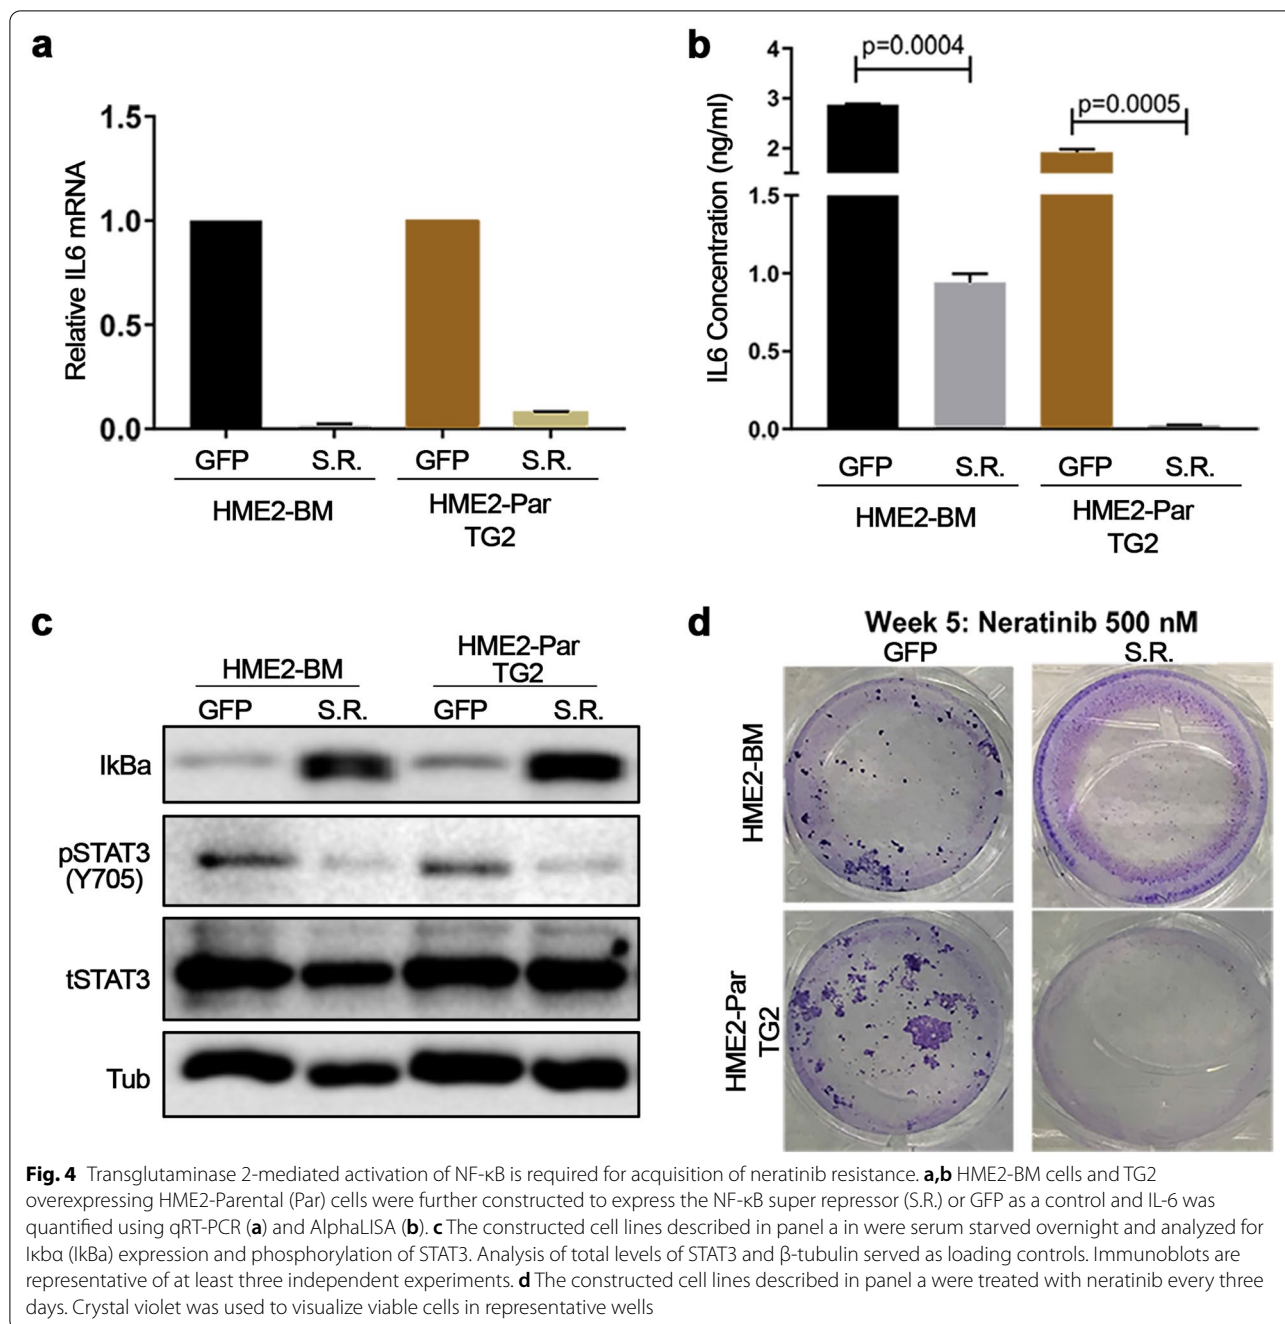 a
1.5
1.0
0.5
0.0
Relative IL6 mRNA
GFP S.R. GFP S.R.
HME2-BM HME2-Par
TG2
b
p=0.0004
p=0.0005
4
3
2
1.5
1.0
0.5
0.0
IL6 Concentration (ng/ml)
GFP S.R. GFP S.R.
HME2-BM HME2-Par
TG2
c
HME2-BM HME2-Par
TG2
GFP S.R. GFP S.R.
IkBa
pSTAT3
(Y705)
tSTAT3
Tub
d
Week 5: Neratinib 500 nM
GFP S.R.
HME2-BM
HME2-Par
TG2
Fig. 4 Transglutaminase 2-mediated activation of NF-κB is required for acquisition of neratinib resistance. a,b HME2-BM cells and TG2
overexpressing HME2-Parental (Par) cells were further constructed to express the NF-κB super repressor (S.R.) or GFP as a control and IL-6 was
quantified using qRT-PCR (a) and AlphaLISA (b). c The constructed cell lines described in panel a in were serum starved overnight and analyzed for
Iκbα (IkBa) expression and phosphorylation of STAT3. Analysis of total levels of STAT3 and β-tubulin served as loading controls. Immunoblots are
representative of at least three independent experiments. d The constructed cell lines described in panel a were treated with neratinib every three
days. Crystal violet was used to visualize viable cells in representative wells